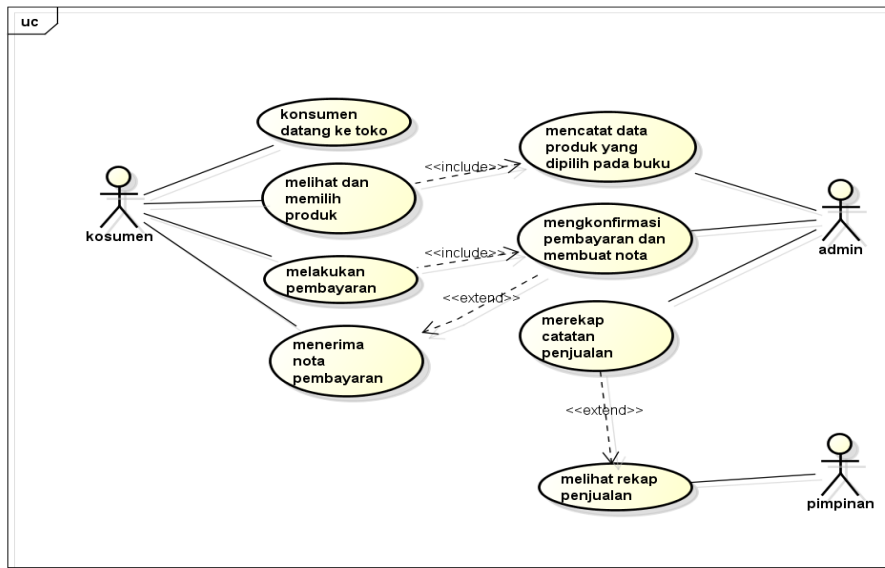 uc
konsumen
datang ke toko
mencatat data
produk yang
dipilih pada buku
<<include>>
melihat dan
memilih
produk
kosumen
mengkonfirmasi
pembayaran dan
membuat nota
admin
<<include>>
melakukan
pembayaran
<<extend>>
menerima
nota
pembayaran
merekap
catatan
penjualan
<<extend>>
melihat rekap
penjualan
pimpinan